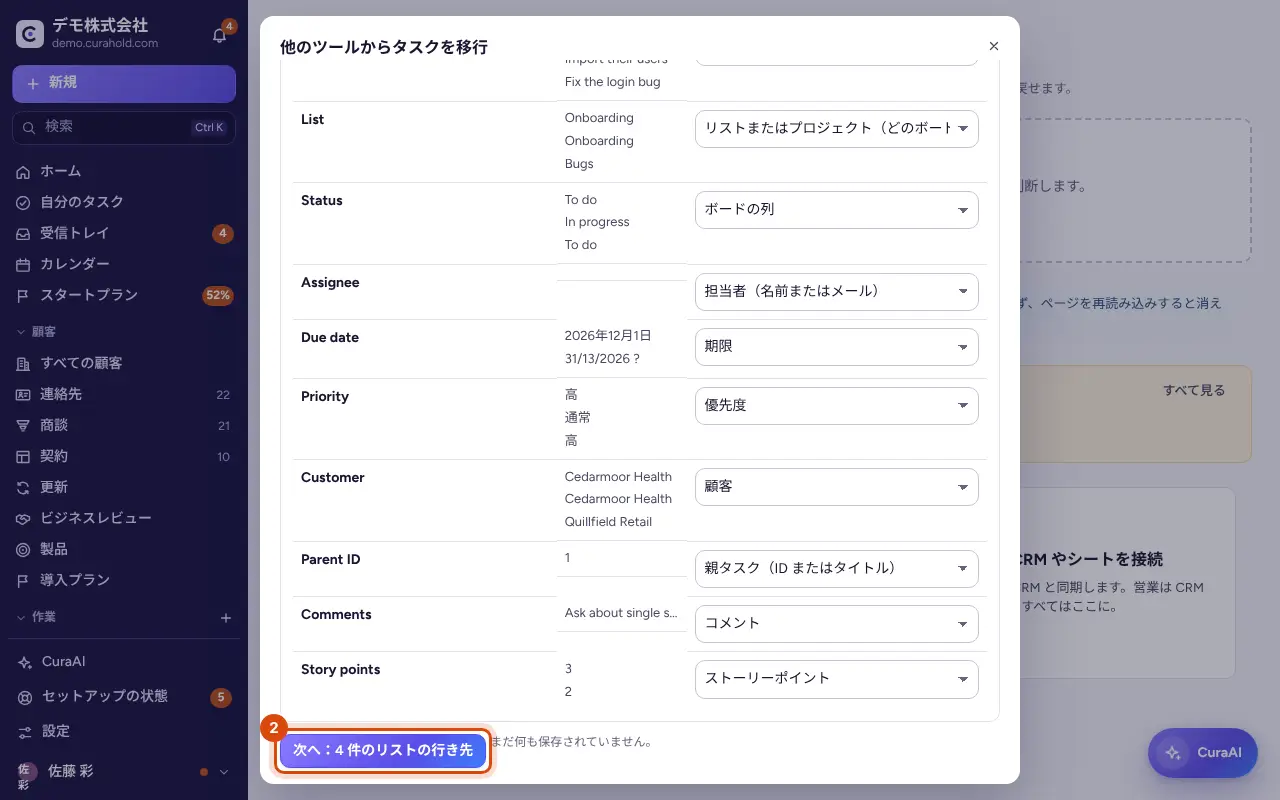 デモ株式会社
demo.curahold.com
4
+ 新規
検索
Ctrl K
ホーム
自分のタスク
受信トレイ
4
カレンダー
スタートプラン
52%
顧客
すべての顧客
連絡先
22
商談
21
契約
10
更新
ビジネスレビュー
製品
導入プラン
作業
+
CuraAI
セットアップの状態
5
設定
佐彩
佐藤 彩
他のツールからタスクを移行
×
Import their users
Fix the login bug
List
Onboarding
Onboarding
Bugs
リストまたはプロジェクト（どのボート
Status
To do
In progress
To do
ボードの列
Assignee
担当者（名前またはメール）
Due date
2026年12月1日
31/13/2026 ?
期限
Priority
高
通常
高
優先度
Customer
Cedarmoor Health
Cedarmoor Health
Quillfield Retail
顧客
Parent ID
1
親タスク（ID またはタイトル）
Comments
Ask about single s...
コメント
Story points
3
2
ストーリーポイント
2
次へ：4 件のリストの行き先
まだ何も保存されていません。
戻せます。
判断します。
ず、ページを再読み込みすると消え
すべて見る
CRM やシートを接続
RM と同期します。営業は CRM
すべてはここに。
CuraAI